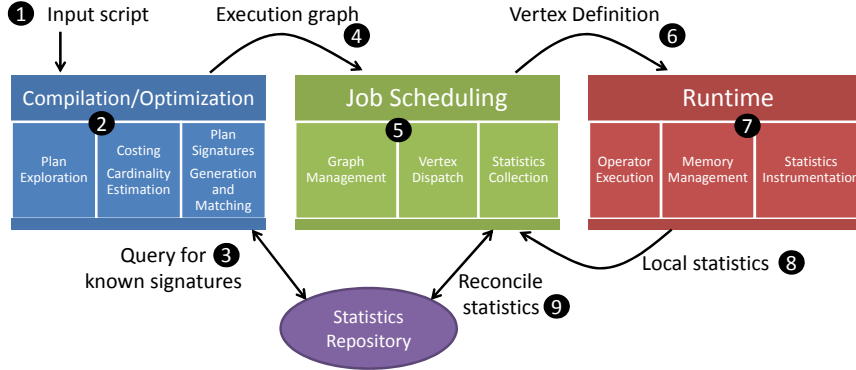 1 Input script
Execution graph
4
Vertex Definition
6
Compilation/Optimization
2
Plan
Exploration
Costing
Cardinality
Estimation
Plan
Signatures
Generation
and
Matching
Job Scheduling
5
Graph
Management
Vertex
Dispatch
Statistics
Collection
Runtime
7
Operator
Execution
Memory
Management
Statistics
Instrumentation
Query for 3
known signatures
Statistics
Repository
Reconcile
statistics 9
Local statistics 8